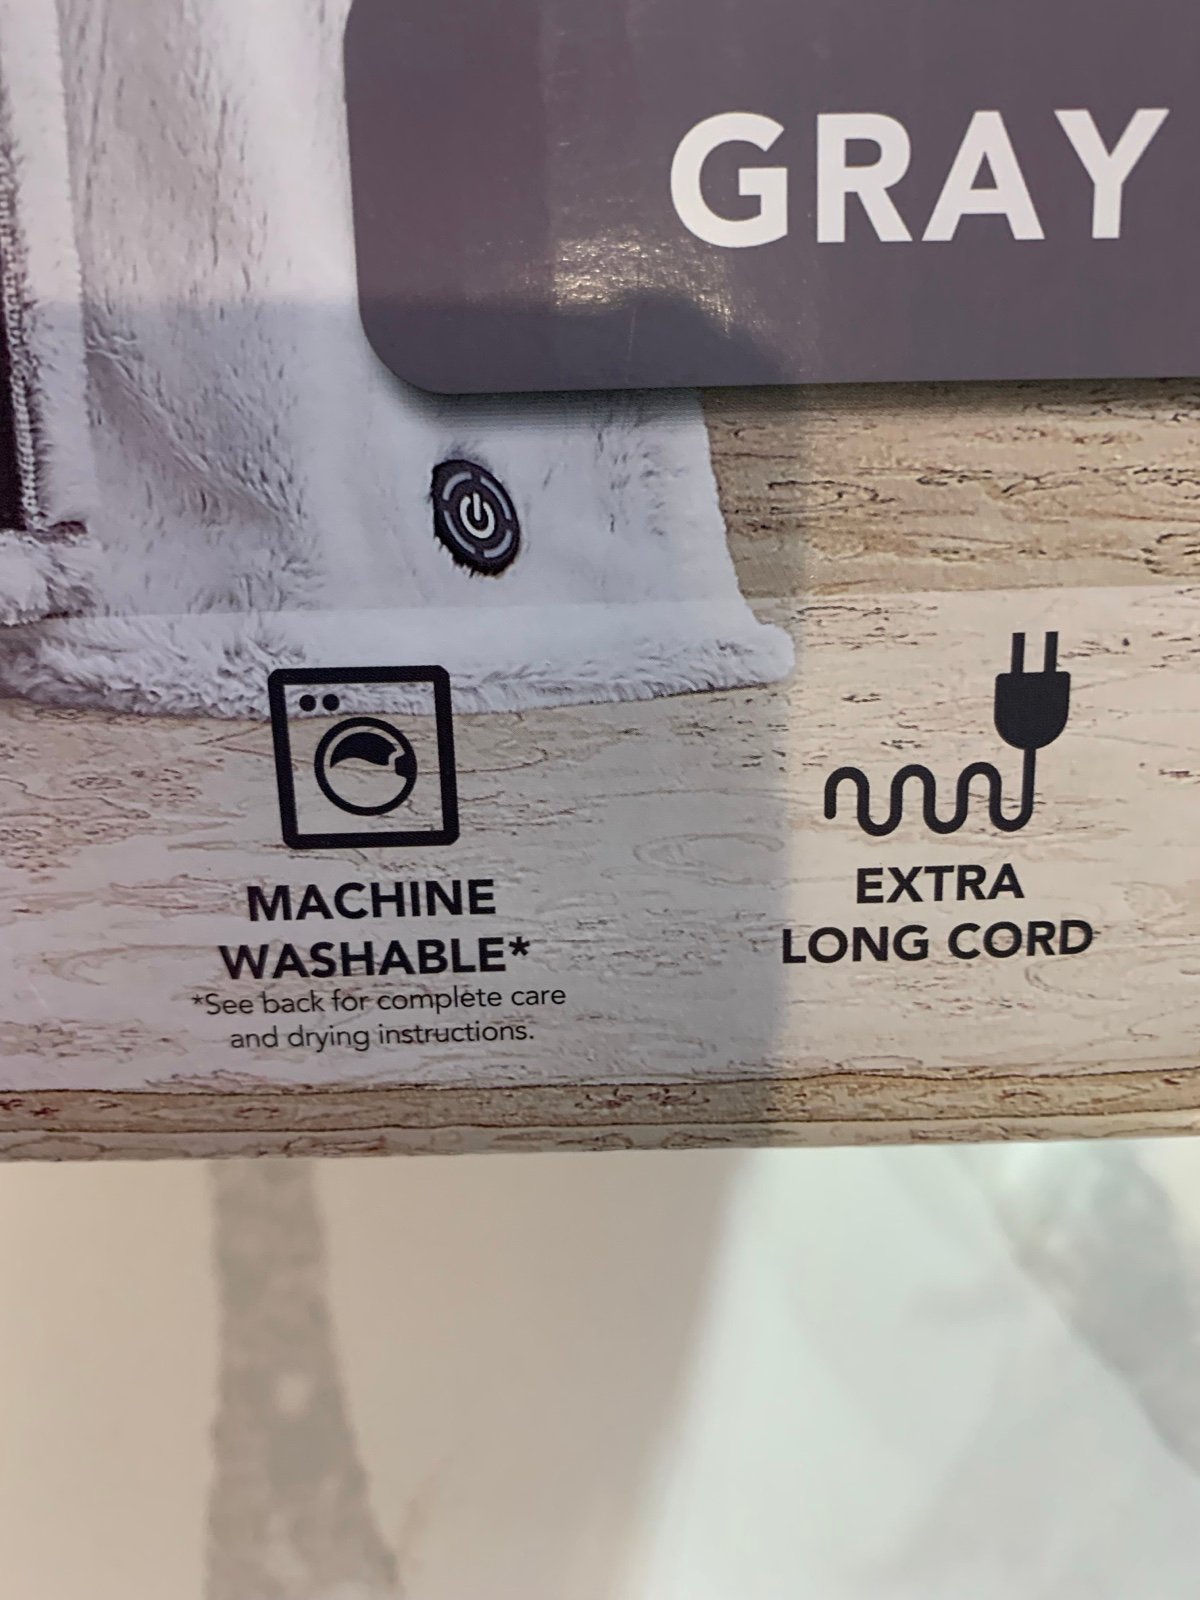 GRAY
MACHINE
WASHABLE*
*See back for complete care
and drying instructions.
EXTRA
LONG CORD